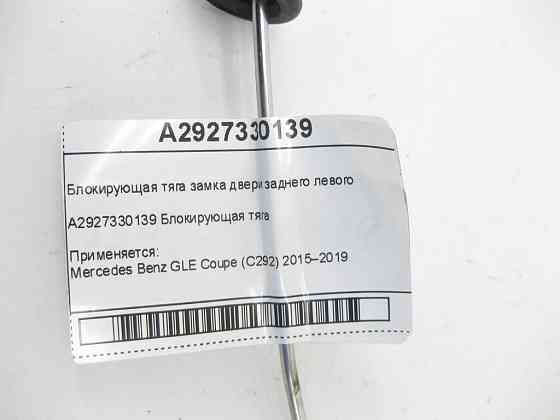 A2927330139
Блокирующая тяга замка двери заднего левого
A2927330139 Блокирующая тяга
Применяется:
Mercedes Benz GLE Coupe (C292) 2015–2019